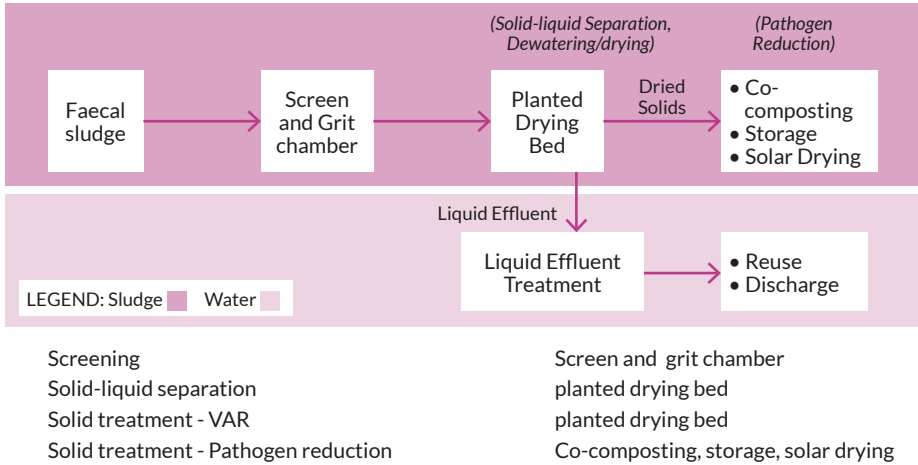 (Solid-liquid Separation,
Dewatering/drying)
(Pathogen
Reduction)
Faecal
sludge
Screen
and Grit
chamber
Planted
Drying
Bed
Dried
Solids
• Co-
composting
• Storage
• Solar Drying
Liquid Effluent
Liquid Effluent
Treatment
• Reuse
• Discharge
LEGEND: Sludge Water
Screening Screen and grit chamber
Solid-liquid separation planted drying bed
Solid treatment - VAR planted drying bed
Solid treatment - Pathogen reduction Co-composting, storage, solar drying